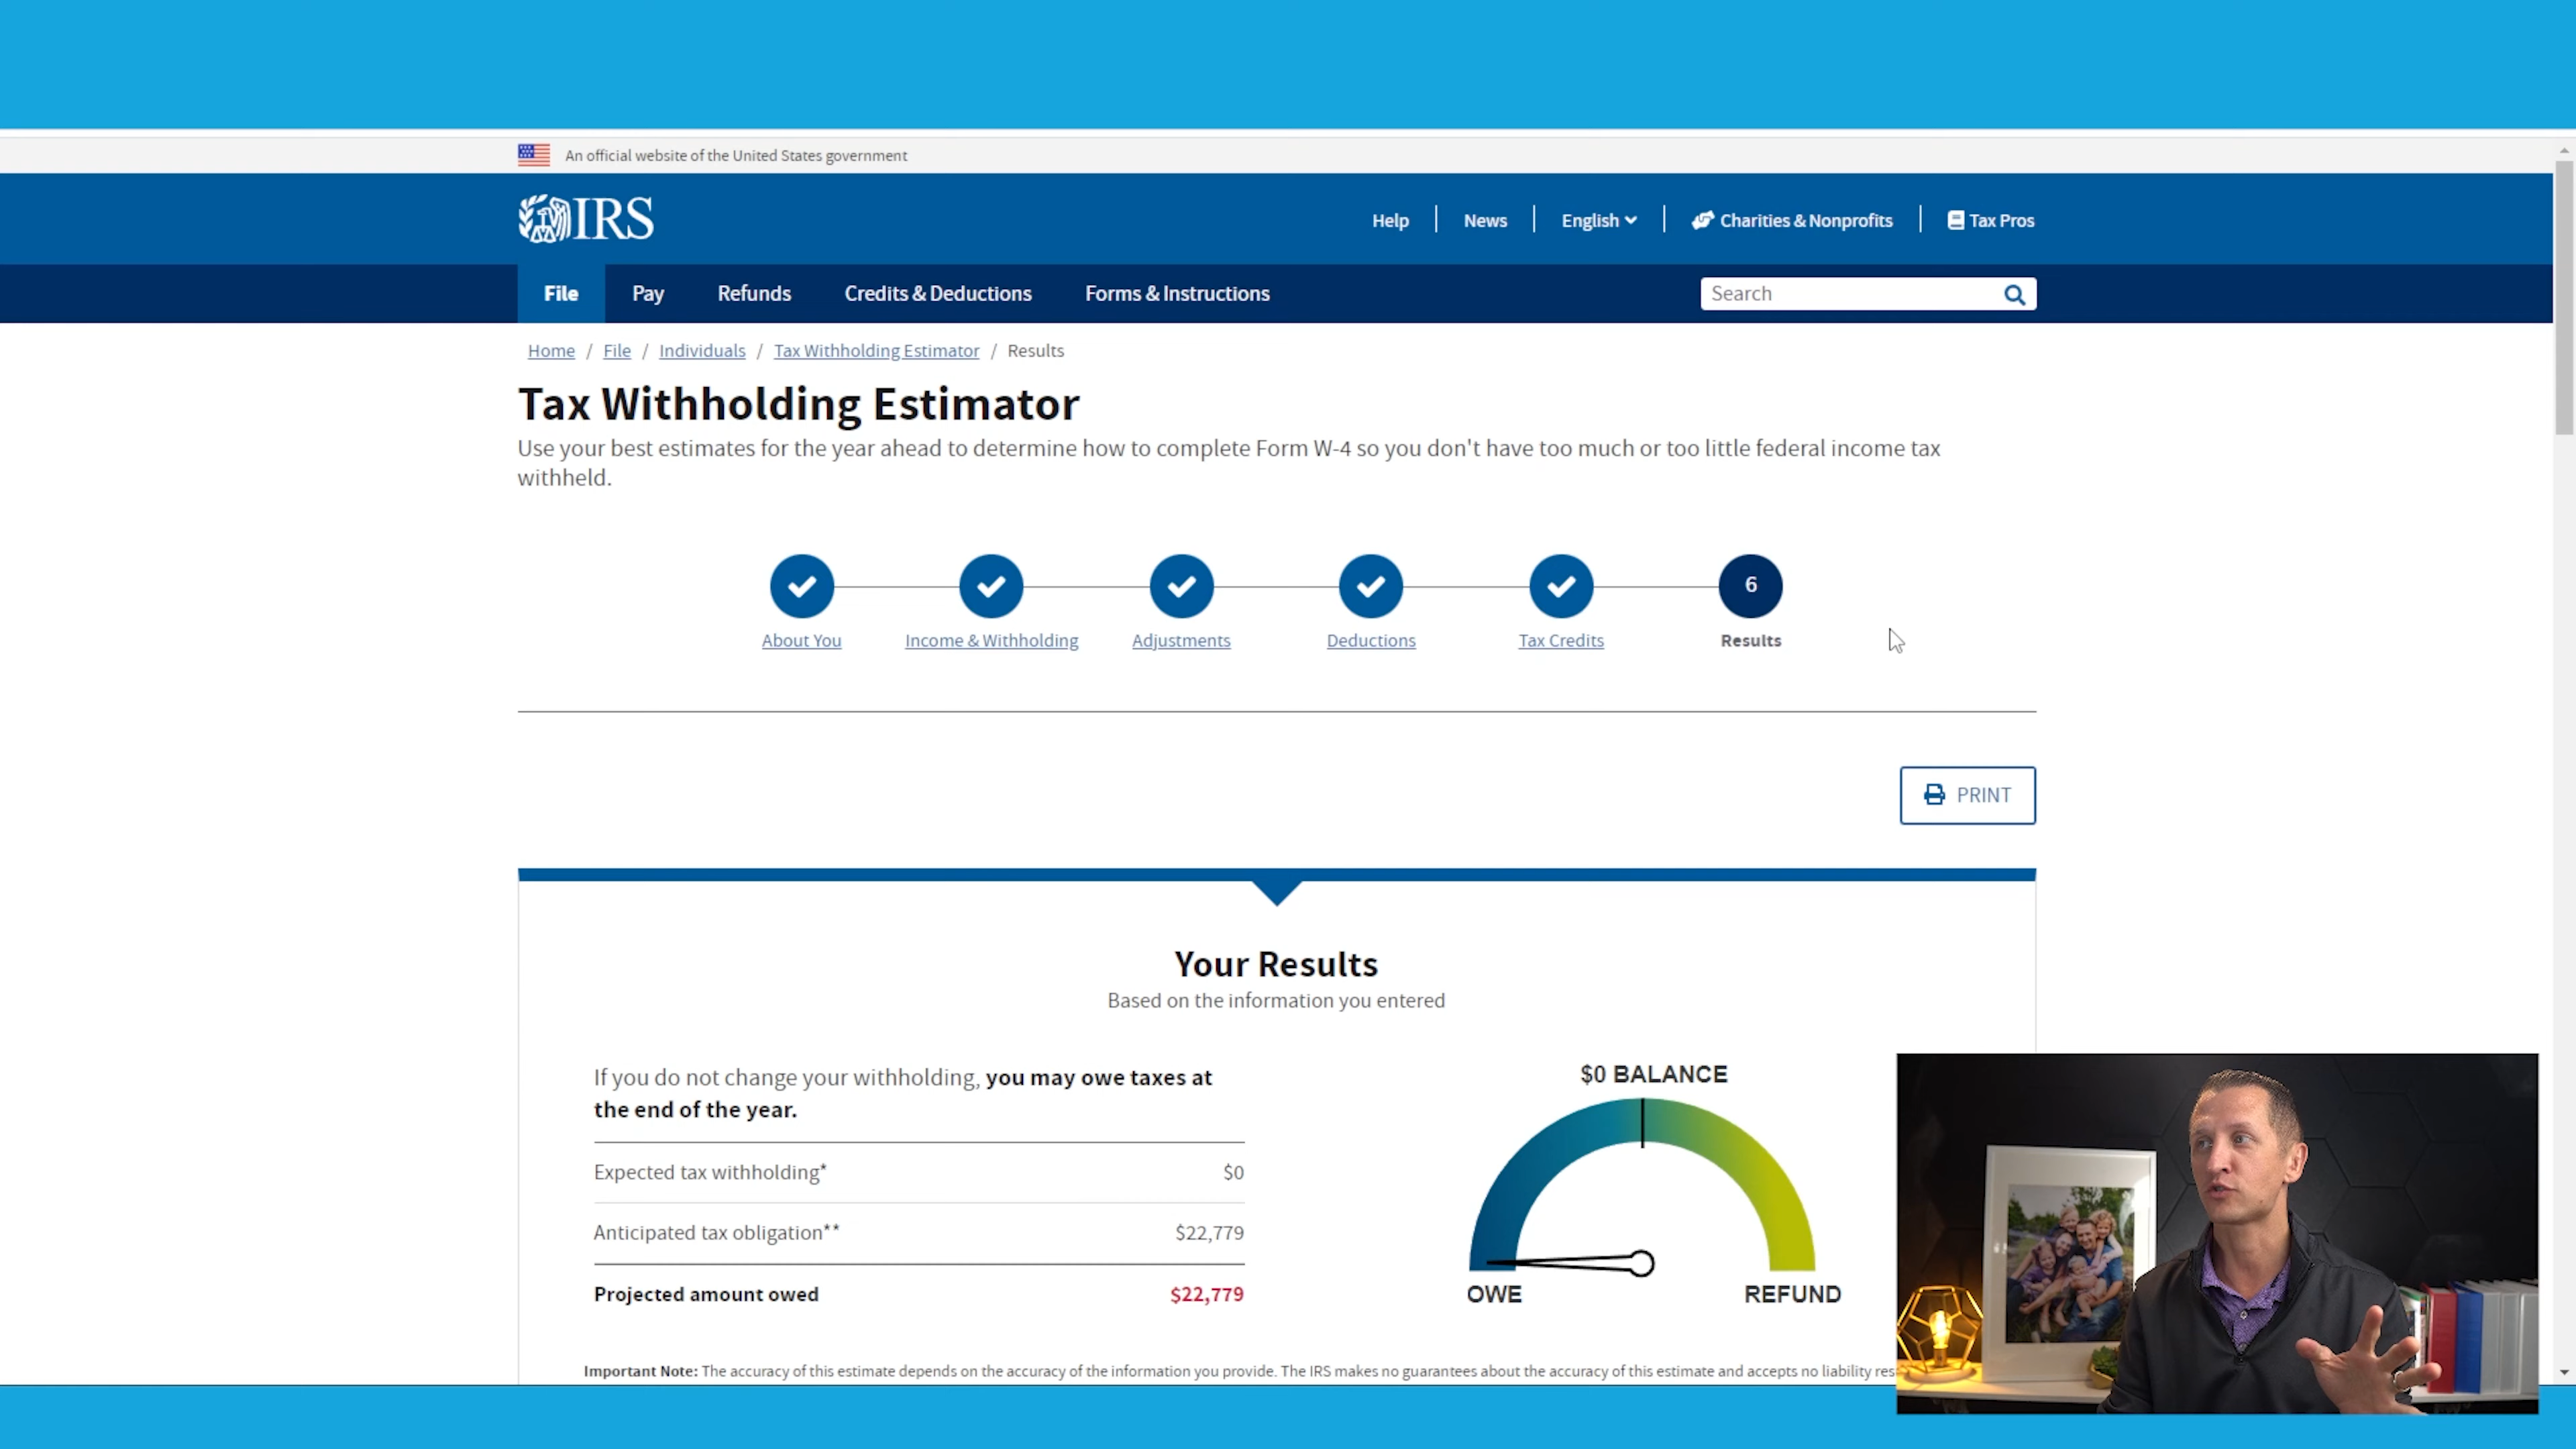 An official website of the United States government
IRS
Help
News
English
Charities & Nonprofits
Tax Pros
File
Pay
Refunds
Credits & Deductions
Forms & Instructions
Search
Home / File / Individuals / Tax Withholding Estimator / Results
Tax Withholding Estimator
Use your best estimates for the year ahead to determine how to complete Form W-4 so you don't have too much or too little federal income tax
withheld.
6
About You
Income & Withholding
Adjustments
Deductions
Tax Credits
Results
PRINT
Your Results
Based on the information you entered
If you do not change your withholding, you may owe taxes at
the end of the year.
Expected tax withholding* $0
Anticipated tax obligation** $22,779
Projected amount owed $22,779
$0 BALANCE
OWE
REFUND
Important Note: The accuracy of this estimate depends on the accuracy of the information you provide. The IRS makes no guarantees about the accuracy of this estimate and accepts no liability res